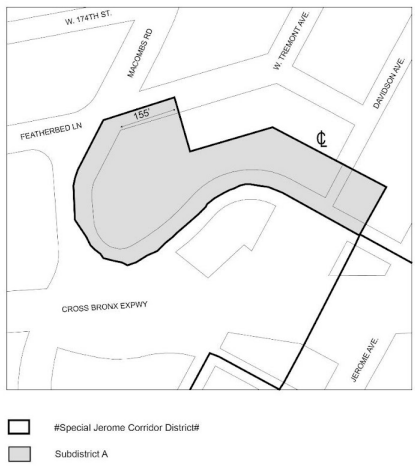 W. 174TH ST.
MACOMBS RD
W. TREMONT AVE.
DAVIDSON AVE.
155'
FEATHERBED LN
℄
CROSS BRONX EXPWY
JEROME AVE.
#Special Jerome Corridor District#
Subdistrict A